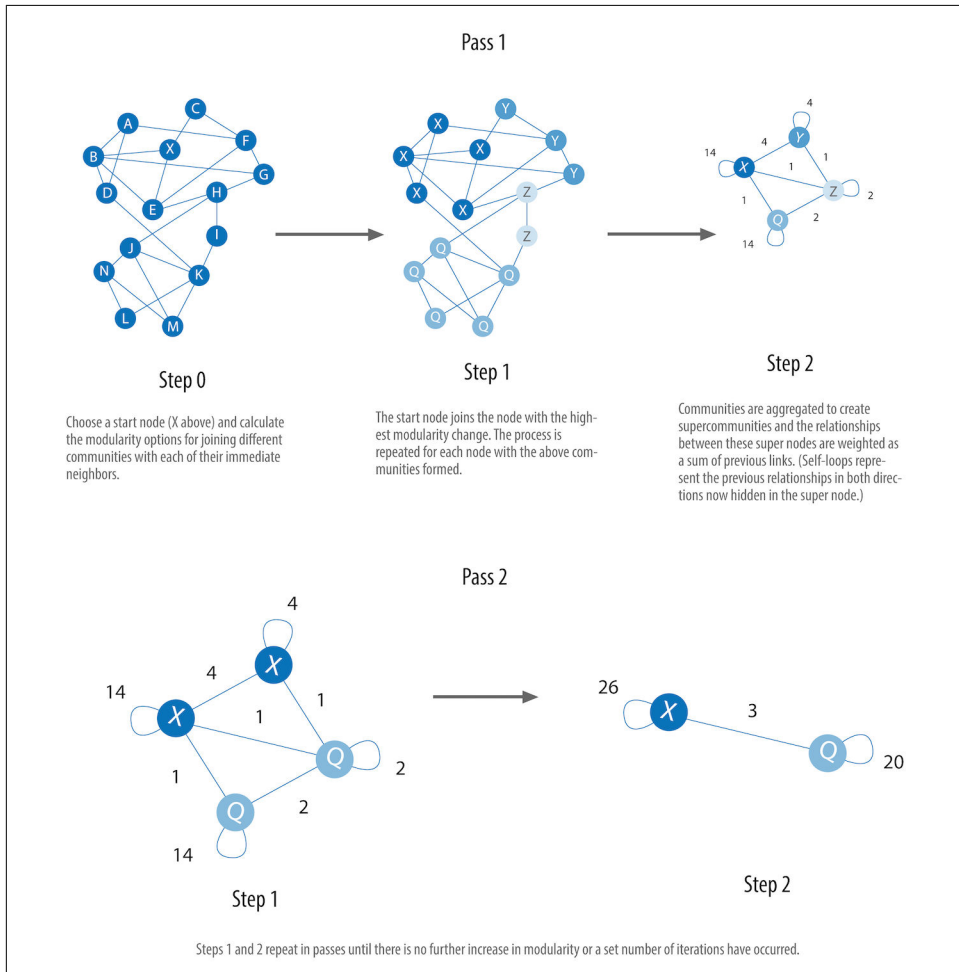 Pass 1
A
C
B
X
F
D
G
E
H
I
J
K
N
L
M
X
Y
X
X
Y
X
Y
X
Z
Z
Q
Q
Q
Q
Q
4
Y
4
14
X
1
1
Z
2
1
Q
2
14
Step 0
Step 1
Step 2
Choose a start node (X above) and calculate
the modularity options for joining different
communities with each of their immediate
neighbors.
The start node joins the node with the high-
est modularity change. The process is
repeated for each node with the above com-
munities formed.
Communities are aggregated to create
supercommunities and the relationships
between these super nodes are weighted as
a sum of previous links. (Self-loops repre-
sent the previous relationships in both direc-
tions now hidden in the super node.)
Pass 2
4
X
4
14
X
1
1
Q
2
1
2
Q
14
26
X
3
Q
20
Step 1
Step 2
Steps 1 and 2 repeat in passes until there is no further increase in modularity or a set number of iterations have occurred.